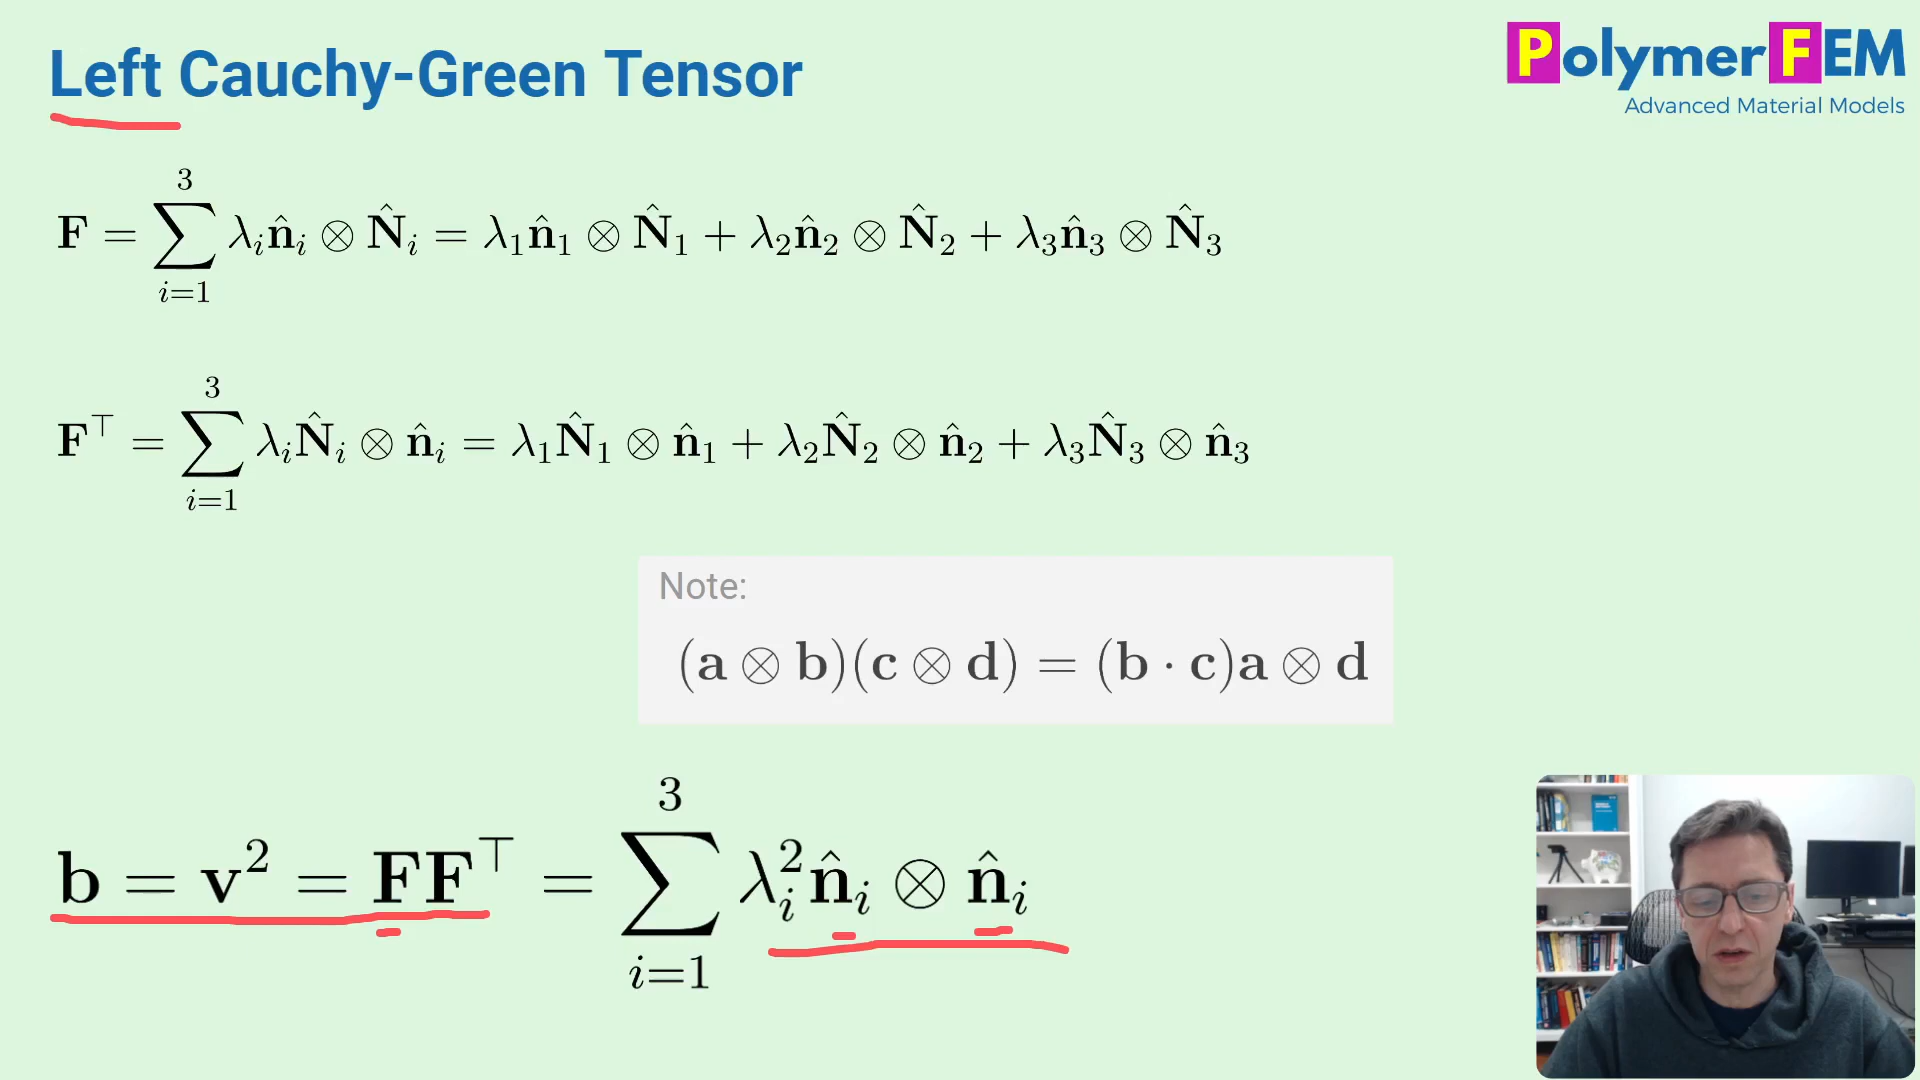 Left Cauchy-Green Tensor
PolymerFEM
Advanced Material Models
𝐅 = ∑_{i=1}^{3} λ_i n̂_i ⊗ N̂_i = λ_1 n̂_1 ⊗ N̂_1 + λ_2 n̂_2 ⊗ N̂_2 + λ_3 n̂_3 ⊗ N̂_3
𝐅^⊤ = ∑_{i=1}^{3} λ_i N̂_i ⊗ n̂_i = λ_1 N̂_1 ⊗ n̂_1 + λ_2 N̂_2 ⊗ n̂_2 + λ_3 N̂_3 ⊗ n̂_3
Note:
(a ⊗ b)(c ⊗ d) = (b · c)a ⊗ d
b = v² = FF^⊤ = ∑_{i=1}^{3} λ_i^2 n̂_i ⊗ n̂_i